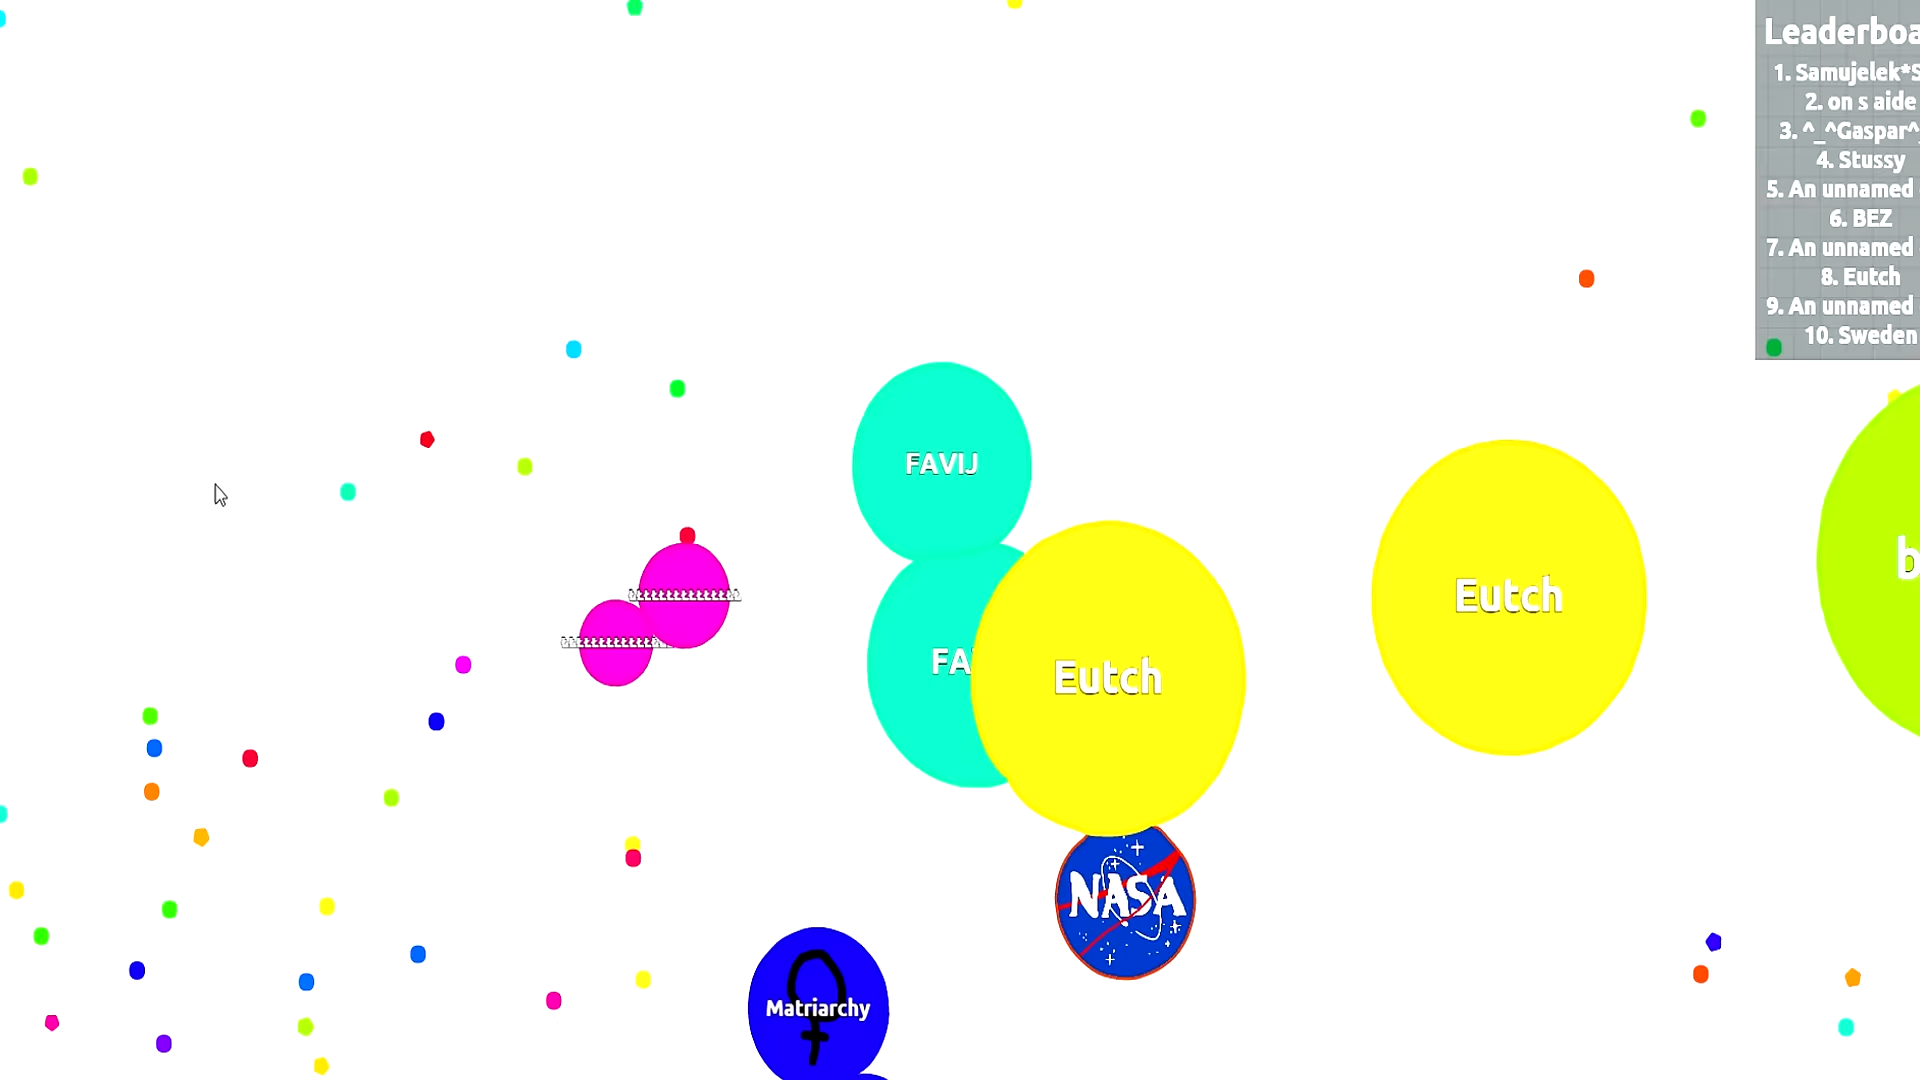 Leaderboa
1. Samujelek*S
2. on s aide
3. ^_^Gaspar^_
4. Stussy
5. An unnamed
6. BEZ
7. An unnamed
8. Eutch
9. An unnamed
10. Sweden
FAVIJ
b
Eutch
FA
Eutch
NASA
Matriarchy